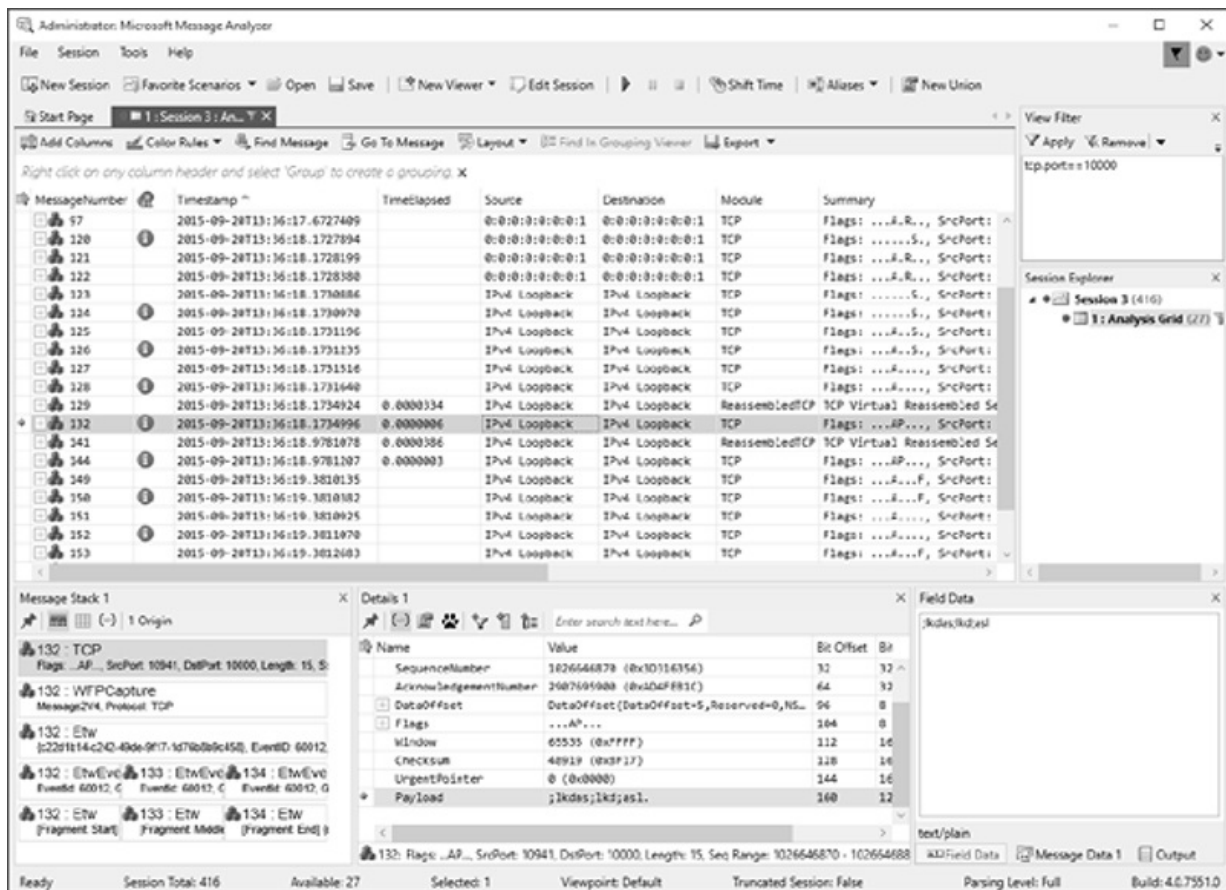 Administrator: Microsoft Message Analyzer
File Session Tools Help
New Session Favorite Scenarios Open Save New Viewer Edit Session Shift Time Aliases New Union
Start Page 1 : Session 3 : An...
Add Columns Color Rules Find Message Go To Message Layout Find In Grouping Viewer Export
Right click on any column header and select 'Group' to create a grouping.
MessageNumber Timestamp TimeElapsed Source Destination Module Summary
97 2015-09-20T13:36:17.6727409 0:0:0:0:0:0:0:1 0:0:0:0:0:0:0:1 TCP Flags: ...A.R.., SrcPort:
120 2015-09-20T13:36:18.1727894 0:0:0:0:0:0:0:1 0:0:0:0:0:0:0:1 TCP Flags: ......S., SrcPort:
121 2015-09-20T13:36:18.1728199 0:0:0:0:0:0:0:1 0:0:0:0:0:0:0:1 TCP Flags: ...A.R.., SrcPort:
122 2015-09-20T13:36:18.1728380 0:0:0:0:0:0:0:1 0:0:0:0:0:0:0:1 TCP Flags: ...A.R.., SrcPort:
123 2015-09-20T13:36:18.1730886 IPv4 Loopback IPv4 Loopback TCP Flags: ......S., SrcPort:
124 2015-09-20T13:36:18.1730970 IPv4 Loopback IPv4 Loopback TCP Flags: ......S., SrcPort:
125 2015-09-20T13:36:18.1731196 IPv4 Loopback IPv4 Loopback TCP Flags: ...A..S., SrcPort:
126 2015-09-20T13:36:18.1731235 IPv4 Loopback IPv4 Loopback TCP Flags: ...A..S., SrcPort:
127 2015-09-20T13:36:18.1731516 IPv4 Loopback IPv4 Loopback TCP Flags: ...A...., SrcPort:
128 2015-09-20T13:36:18.1731640 IPv4 Loopback IPv4 Loopback TCP Flags: ...A...., SrcPort:
129 2015-09-20T13:36:18.1734924 0.0000334 IPv4 Loopback IPv4 Loopback ReassembledTCP TCP Virtual Reassembled Se
132 2015-09-20T13:36:18.1734996 0.0000006 IPv4 Loopback IPv4 Loopback TCP Flags: ...AP..., SrcPort:
141 2015-09-20T13:36:18.9781078 0.0000386 IPv4 Loopback IPv4 Loopback ReassembledTCP TCP Virtual Reassembled Se
144 2015-09-20T13:36:18.9781207 0.0000003 IPv4 Loopback IPv4 Loopback TCP Flags: ...AP..., SrcPort:
149 2015-09-20T13:36:19.3810135 IPv4 Loopback IPv4 Loopback TCP Flags: ...A...F, SrcPort:
150 2015-09-20T13:36:19.3810382 IPv4 Loopback IPv4 Loopback TCP Flags: ...A...F, SrcPort:
151 2015-09-20T13:36:19.3810925 IPv4 Loopback IPv4 Loopback TCP Flags: ...A...., SrcPort:
152 2015-09-20T13:36:19.3811070 IPv4 Loopback IPv4 Loopback TCP Flags: ...A...., SrcPort:
153 2015-09-20T13:36:19.3812683 IPv4 Loopback IPv4 Loopback TCP Flags: ...A...F, SrcPort:
View Filter
Apply Remove
tcp.port==10000
Session Explorer
Session 3 (416)
1 : Analysis Grid (27)
Message Stack 1
1 Origin
132 : TCP
Flags: ...AP..., SrcPort: 10941, DstPort: 10000, Length: 15, S
132 : WFPCapture
Message2V4, Protocol: TCP
132 : Etw
EventID: 60012,
132 : EtwEve 133 : EtwEve 134 : EtwEve
EventId: 60012, G EventId: 60012, G EventId: 60012, G
132 : Etw 133 : Etw 134 : Etw
[Fragment Start] [Fragment Middle [Fragment End]
Details 1
Enter search text here...
Name Value Bit Offset Bit
SequenceNumber 1026646870 (0x3D316356) 32 32
AcknowledgementNumber 64 32
DataOffset DataOffset{DataOffset=5,Reserved=0,NS... 96 8
Flags ...AP... 104 8
Window 65535 (0xFFFF) 112 16
Checksum 128 16
UrgentPointer 0 (0x0000) 144 16
Payload ;lkdas;lkd;asl. 160 12
132: Flags: ...AP..., SrcPort: 10941, DstPort: 10000, Length: 15, Seq Range: 1026646870 - 102664688
Field Data
;lkdas;lkd;asl
text/plain
Field Data Message Data 1 Output
Ready Session Total: 416 Available: 27 Selected: 1 Viewpoint: Default Truncated Session: False Parsing Level: Full Build: 4.0.7551.0